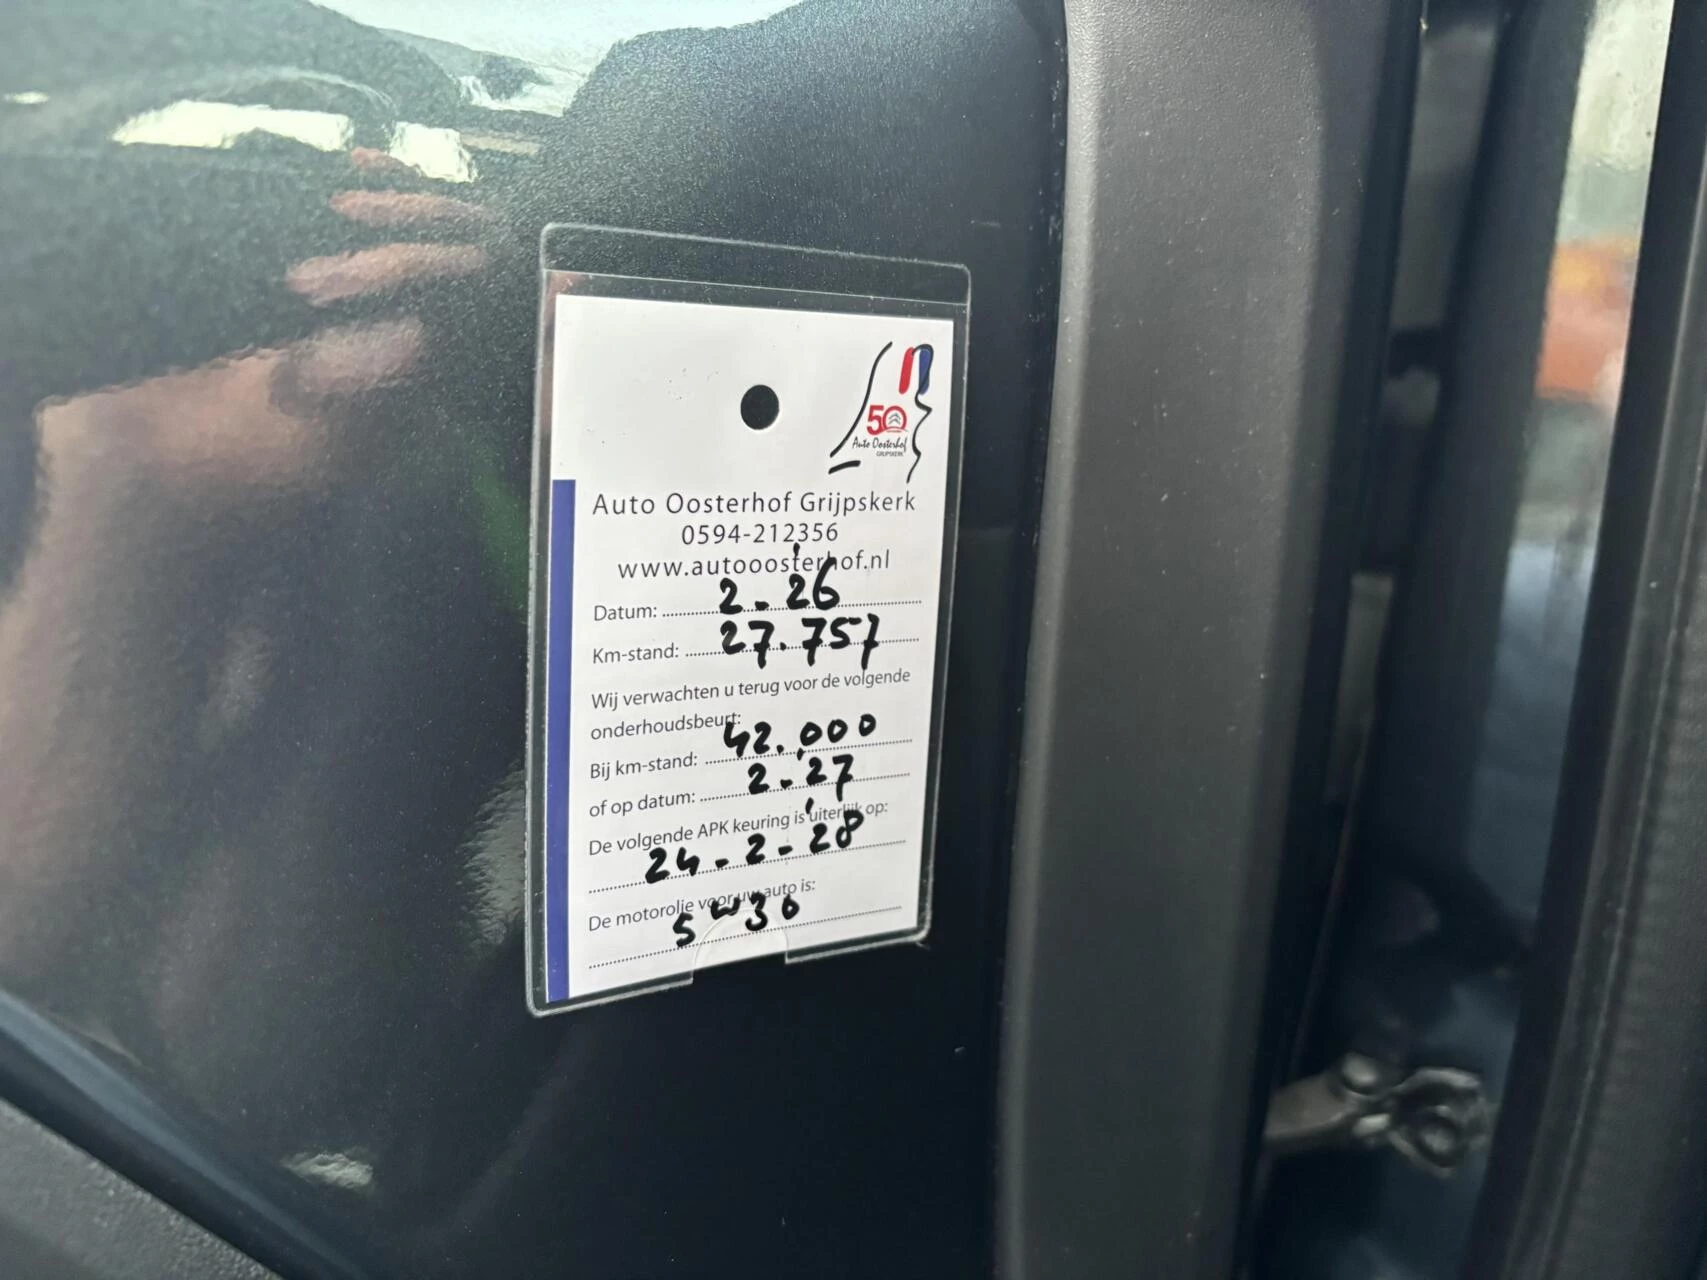 50
Auto Oosterhof
GRIJPSKERK
Auto Oosterhof Grijpskerk
0594-212356
www.autooosterhof.nl
Datum: 2. '26
Km-stand: 27.757
Wij verwachten u terug voor de volgende
onderhoudsbeurt:
Bij km-stand: 42.000
of op datum: 2. '27
De volgende APK keuring is uiterlijk op:
24-2-'28
De motorolie voor uw auto is:
5W30